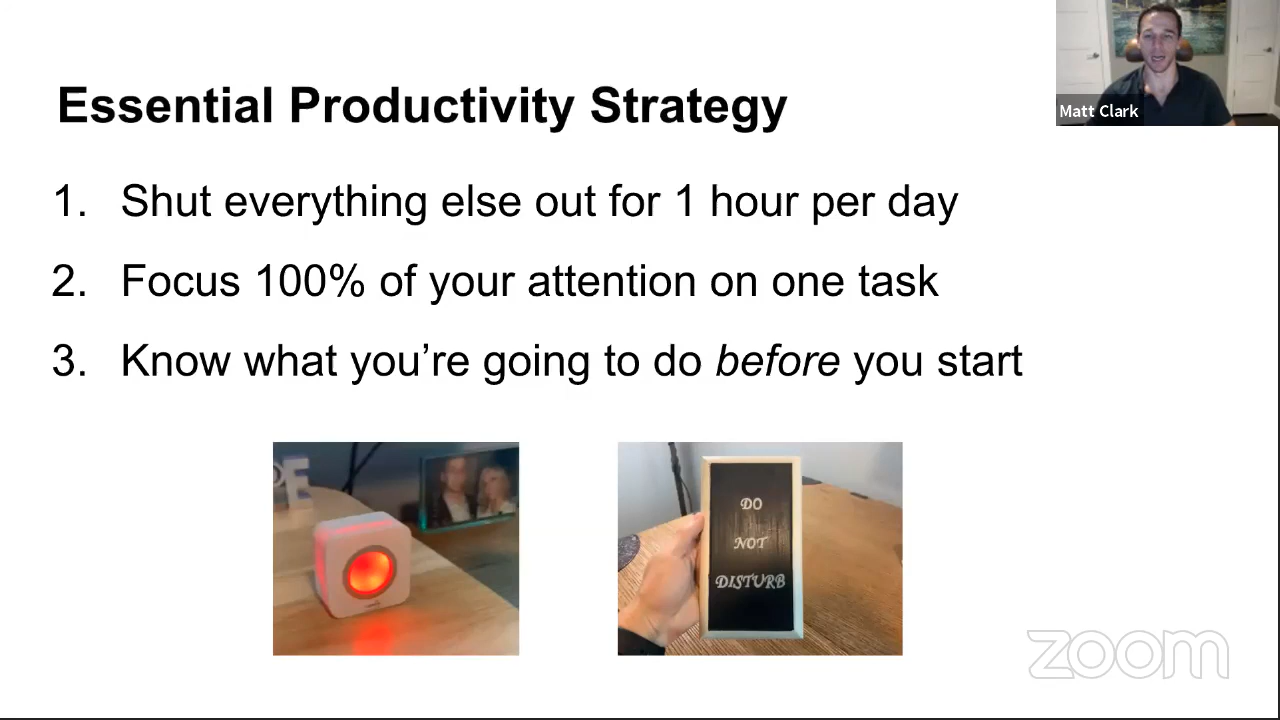 Essential Productivity Strategy
Matt Clark
1. Shut everything else out for 1 hour per day
2. Focus 100% of your attention on one task
3. Know what you’re going to do before you start
E
DO
NOT
DISTURB
zoom